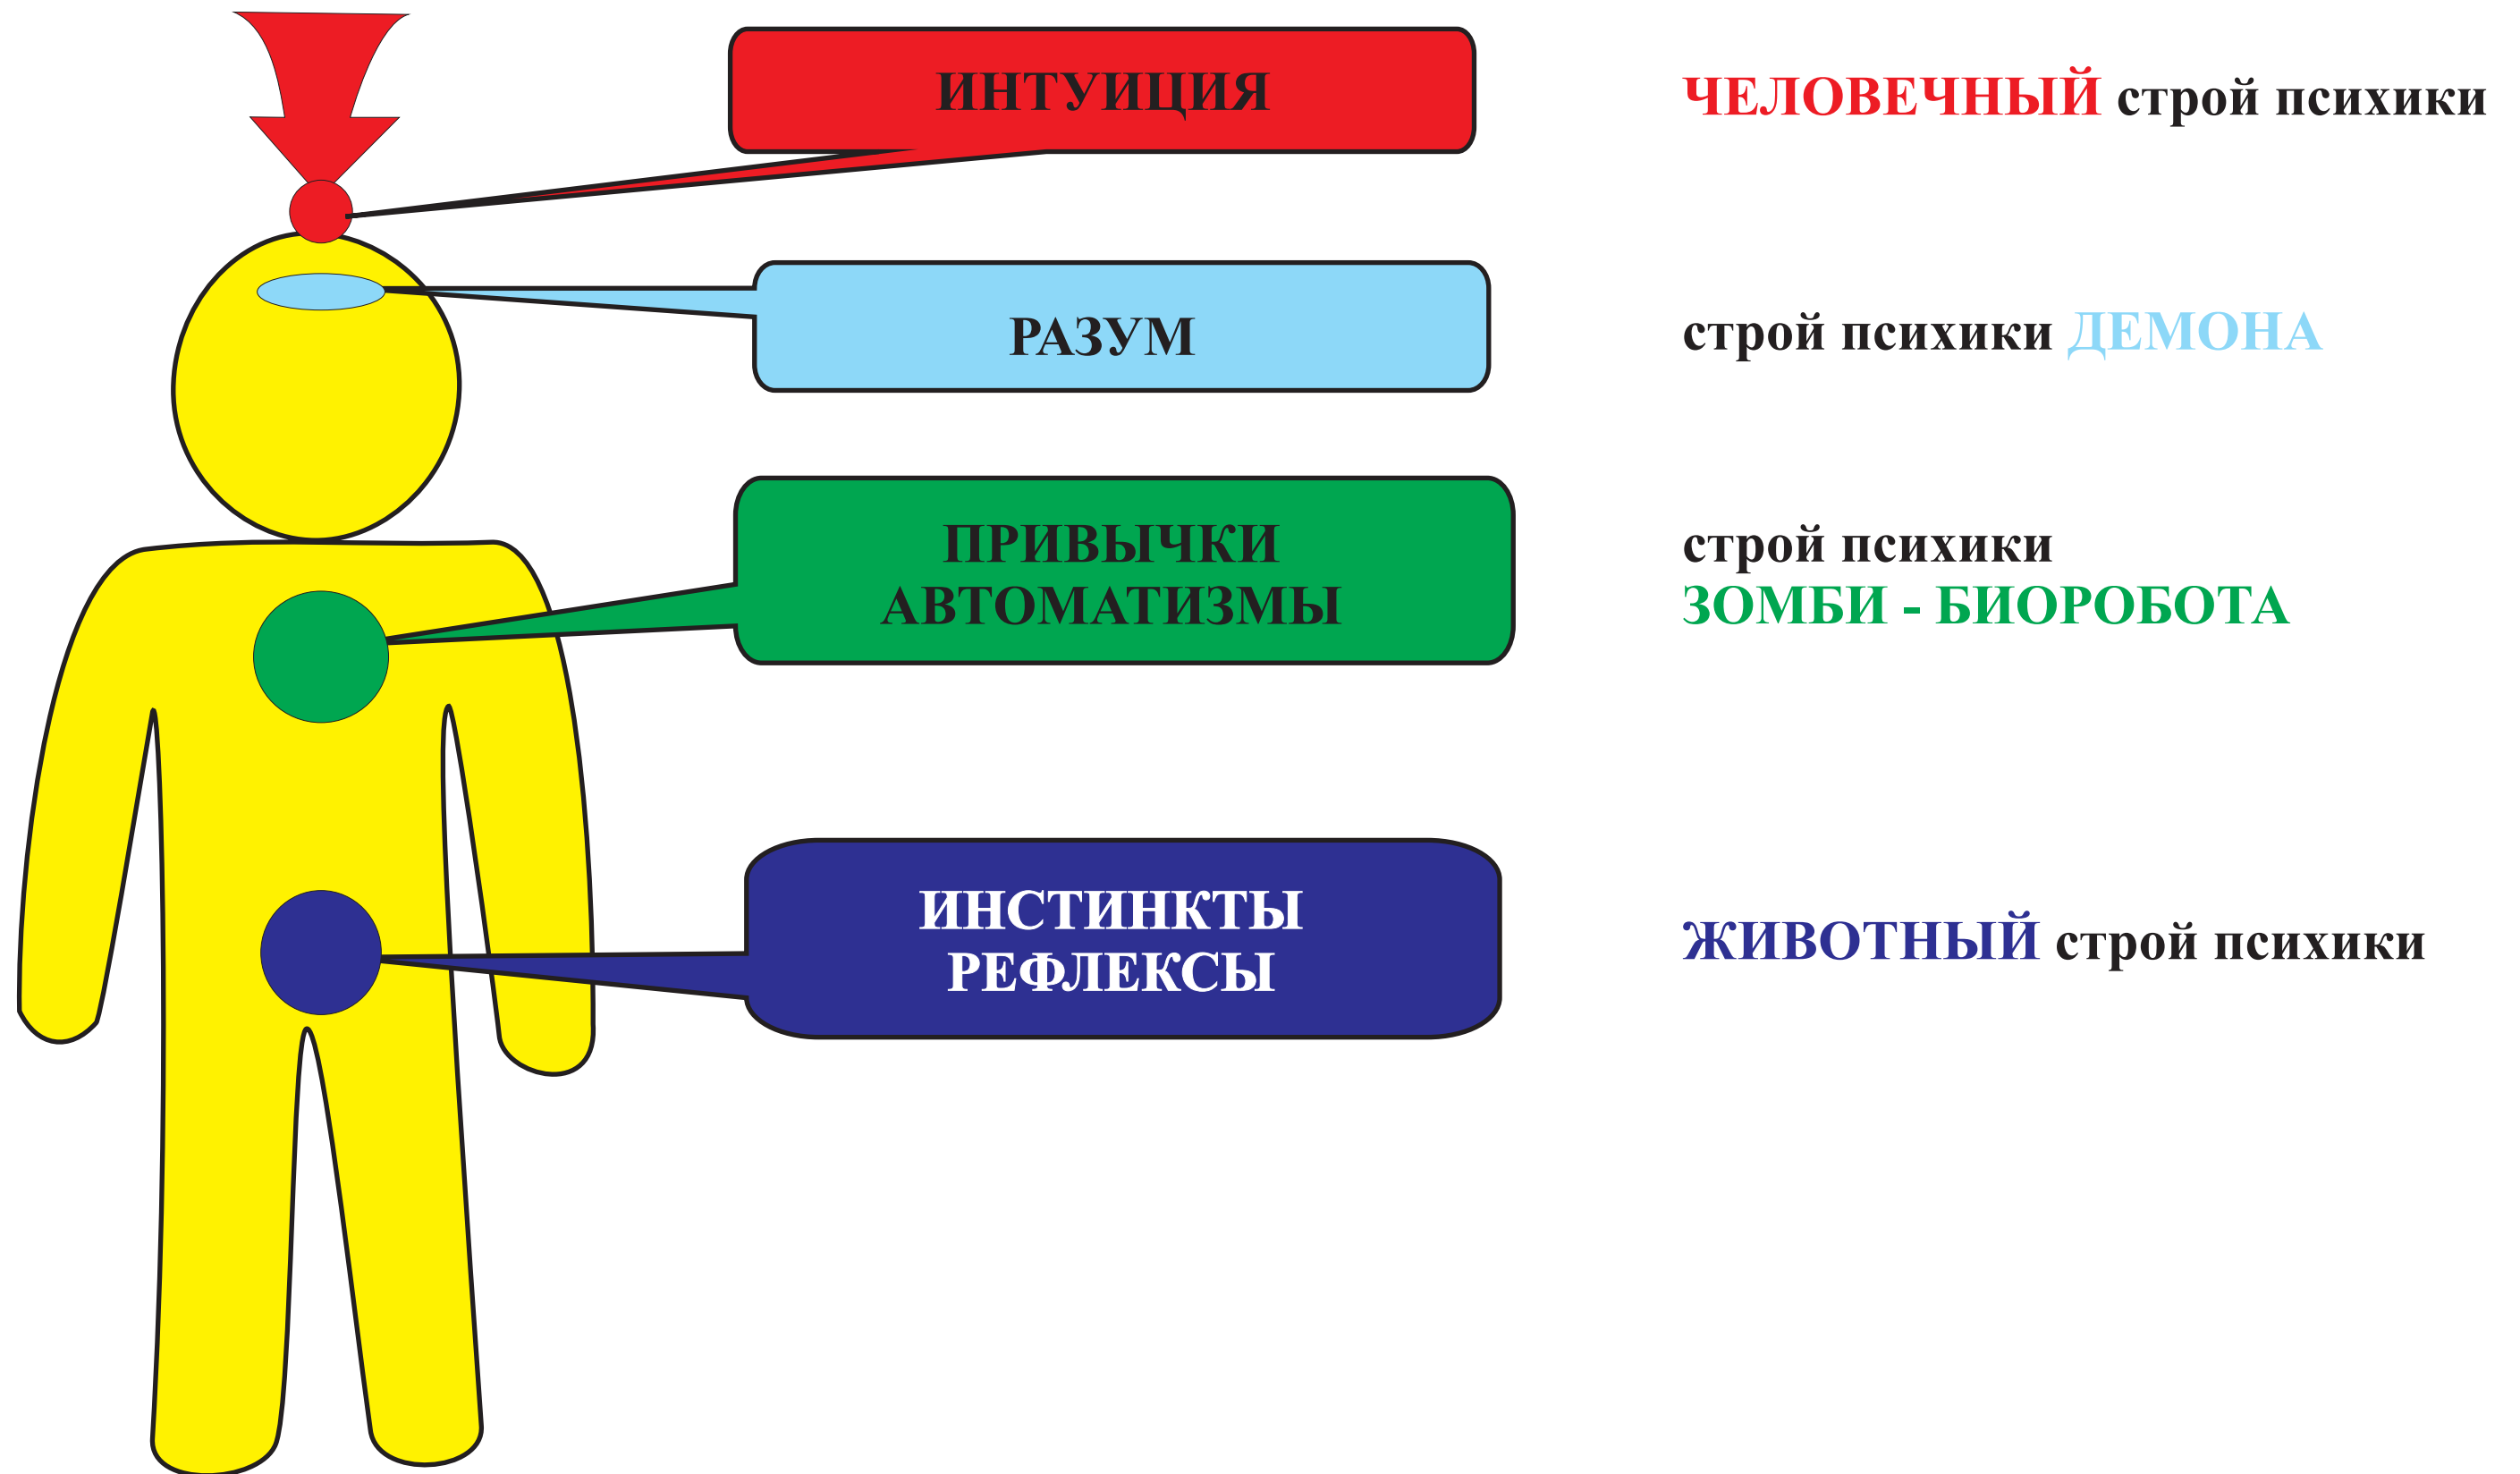 ИНТУИЦИЯ
ЧЕЛОВЕЧНЫЙ строй психики
РАЗУМ
строй психики ДЕМОНА
ПРИВЫЧКИ
АВТОМАТИЗМЫ
строй психики
ЗОМБИ - БИОРОБОТА
ИНСТИНКТЫ
РЕФЛЕКСЫ
ЖИВОТНЫЙ строй психики